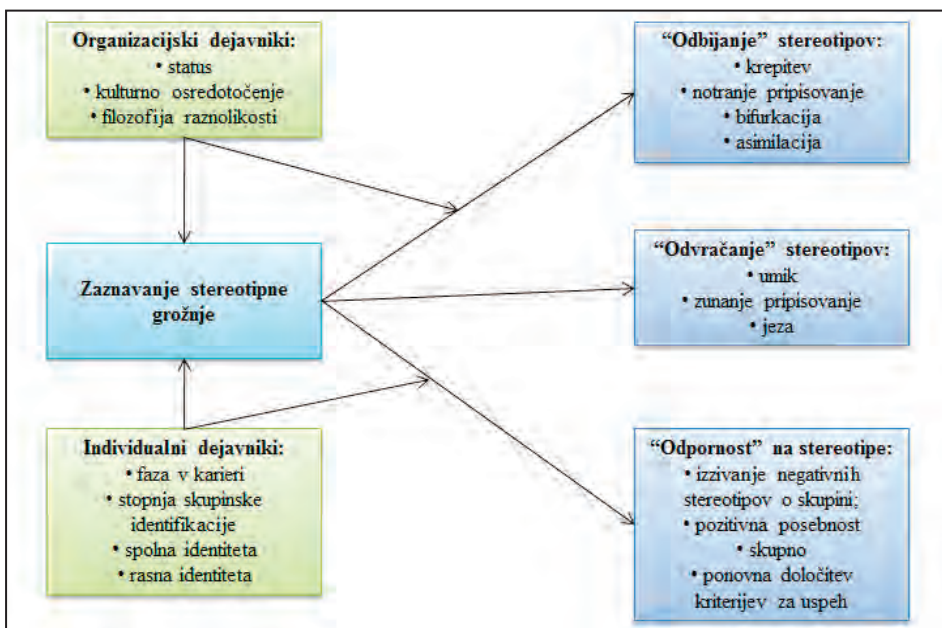 Organizacijski dejavniki:
• status
• kulturno osredotočenje
• filozofija raznolikosti
Zaznavanje stereotipne
grožnje
Individualni dejavniki:
• faza v karieri
• stopnja skupinske
identifikacije
• spolna identiteta
• rasna identiteta
“Odbijanje” stereotipov:
• krepitev
• notranje pripisovanje
• bifurkacija
• asimilacija
“Odvračanje” stereotipov:
• umik
• zunanje pripisovanje
• jeza
“Odpornost” na stereotipe:
• izzivanje negativnih
stereotipov o skupini;
• pozitivna posebnost
• skupno
• ponovna določitev
kriterijev za uspeh